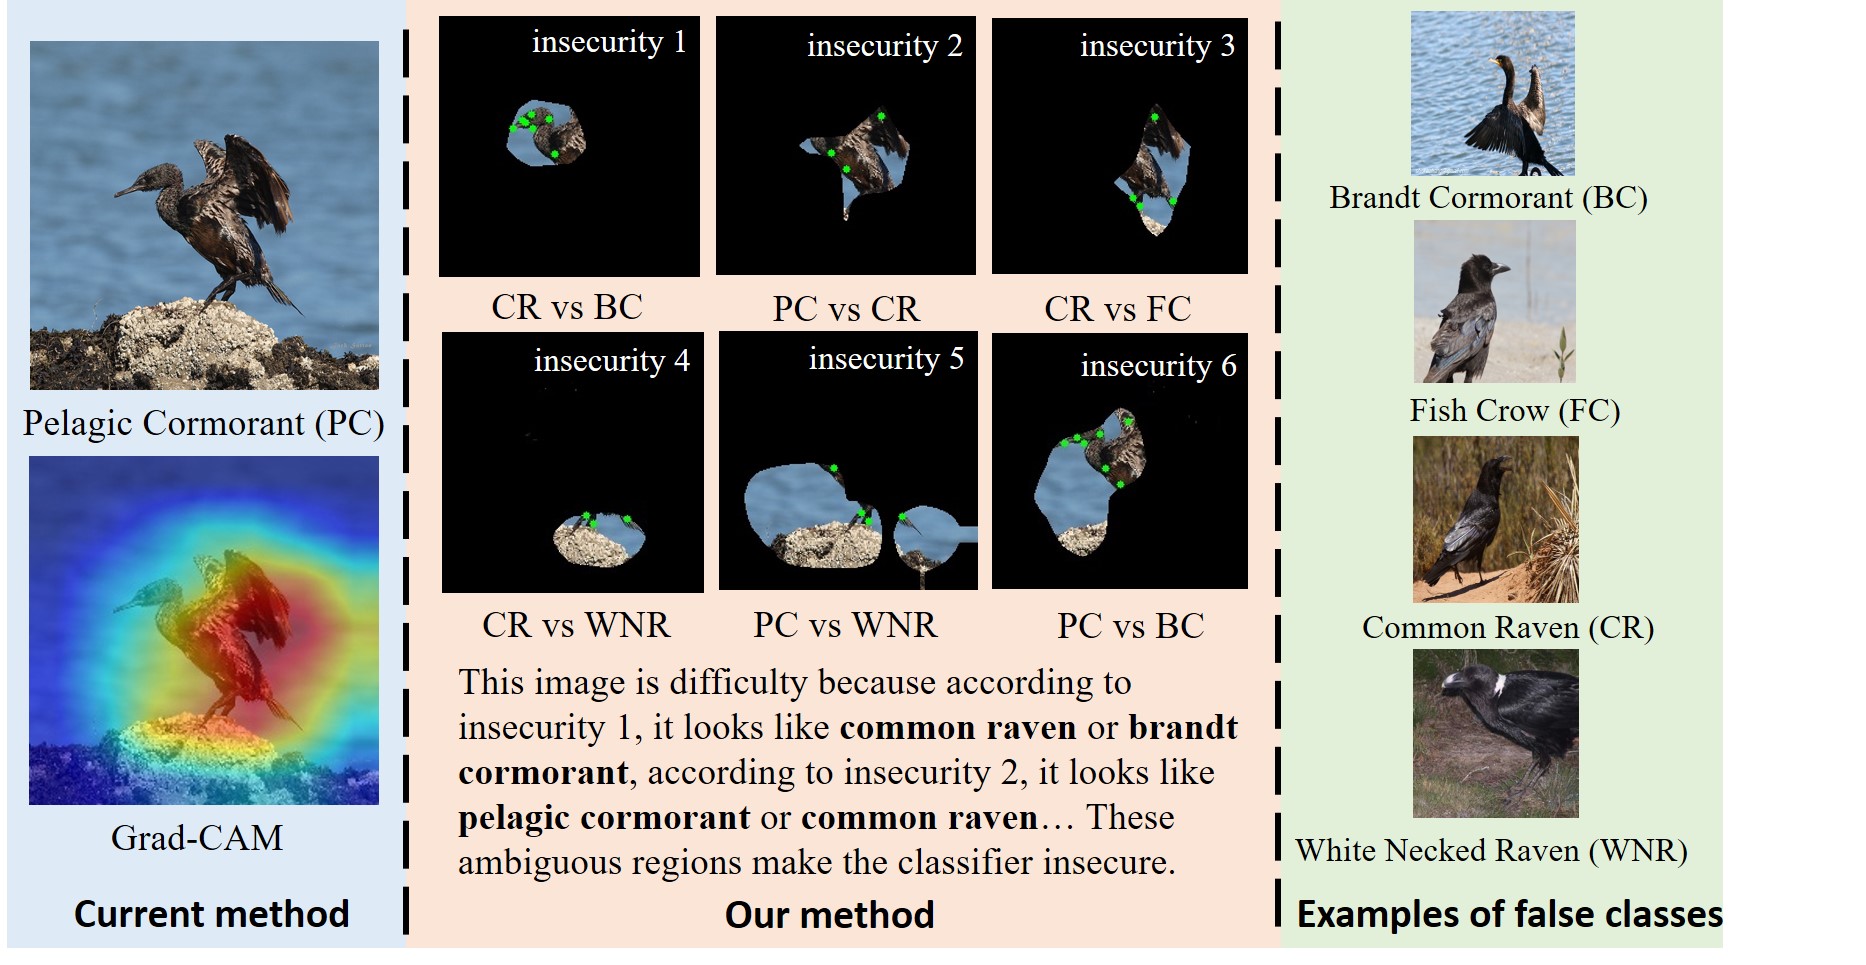 Pelagic Cormorant (PC)
Grad-CAM
Current method
insecurity 1
insecurity 2
insecurity 3
CR vs BC
PC vs CR
CR vs FC
insecurity 4
insecurity 5
insecurity 6
CR vs WNR
PC vs WNR
PC vs BC
This image is difficulty because according to
insecurity 1, it looks like common raven or brandt
cormorant, according to insecurity 2, it looks like
pelagic cormorant or common raven… These
ambiguous regions make the classifier insecure.
Our method
Brandt Cormorant (BC)
Fish Crow (FC)
Common Raven (CR)
White Necked Raven (WNR)
Examples of false classes